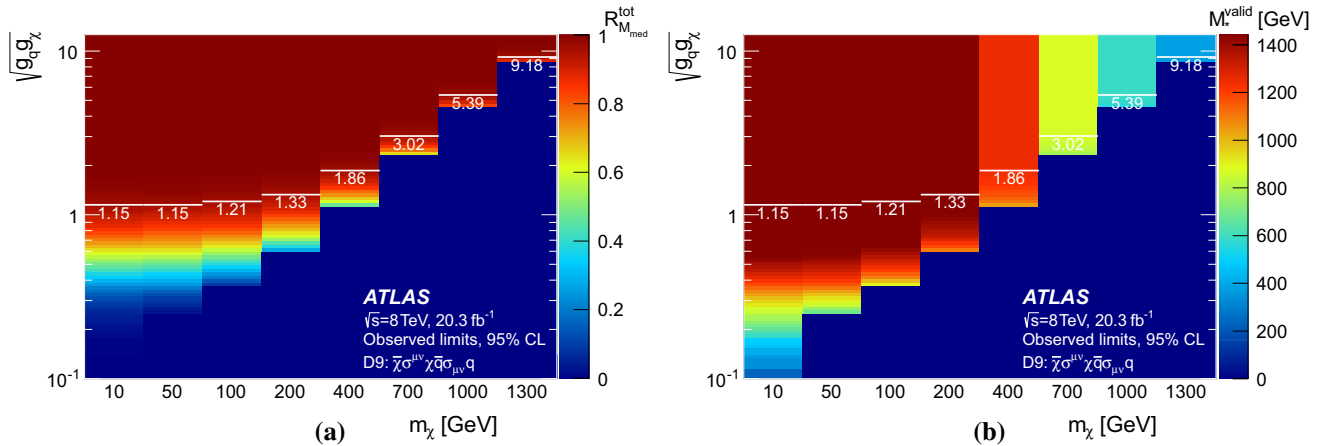 √g_q g_χ
10
1
10⁻¹
1.15
1.15
1.21
1.33
1.86
3.02
5.39
9.18
ATLAS
√s=8 TeV, 20.3 fb⁻¹
Observed limits, 95% CL
D9: χ̄σ^μν χq̄σ_μν q
10 50 100 200 400 700 1000 1300
m_χ [GeV]
R^tot_M_med
1
0.8
0.6
0.4
0.2
0
(a)
√g_q g_χ
10
1
10⁻¹
1.15
1.15
1.21
1.33
1.86
3.02
5.39
9.18
ATLAS
√s=8 TeV, 20.3 fb⁻¹
Observed limits, 95% CL
D9: χ̄σ^μν χq̄σ_μν q
10 50 100 200 400 700 1000 1300
m_χ [GeV]
M_*^valid [GeV]
1400
1200
1000
800
600
400
200
0
(b)